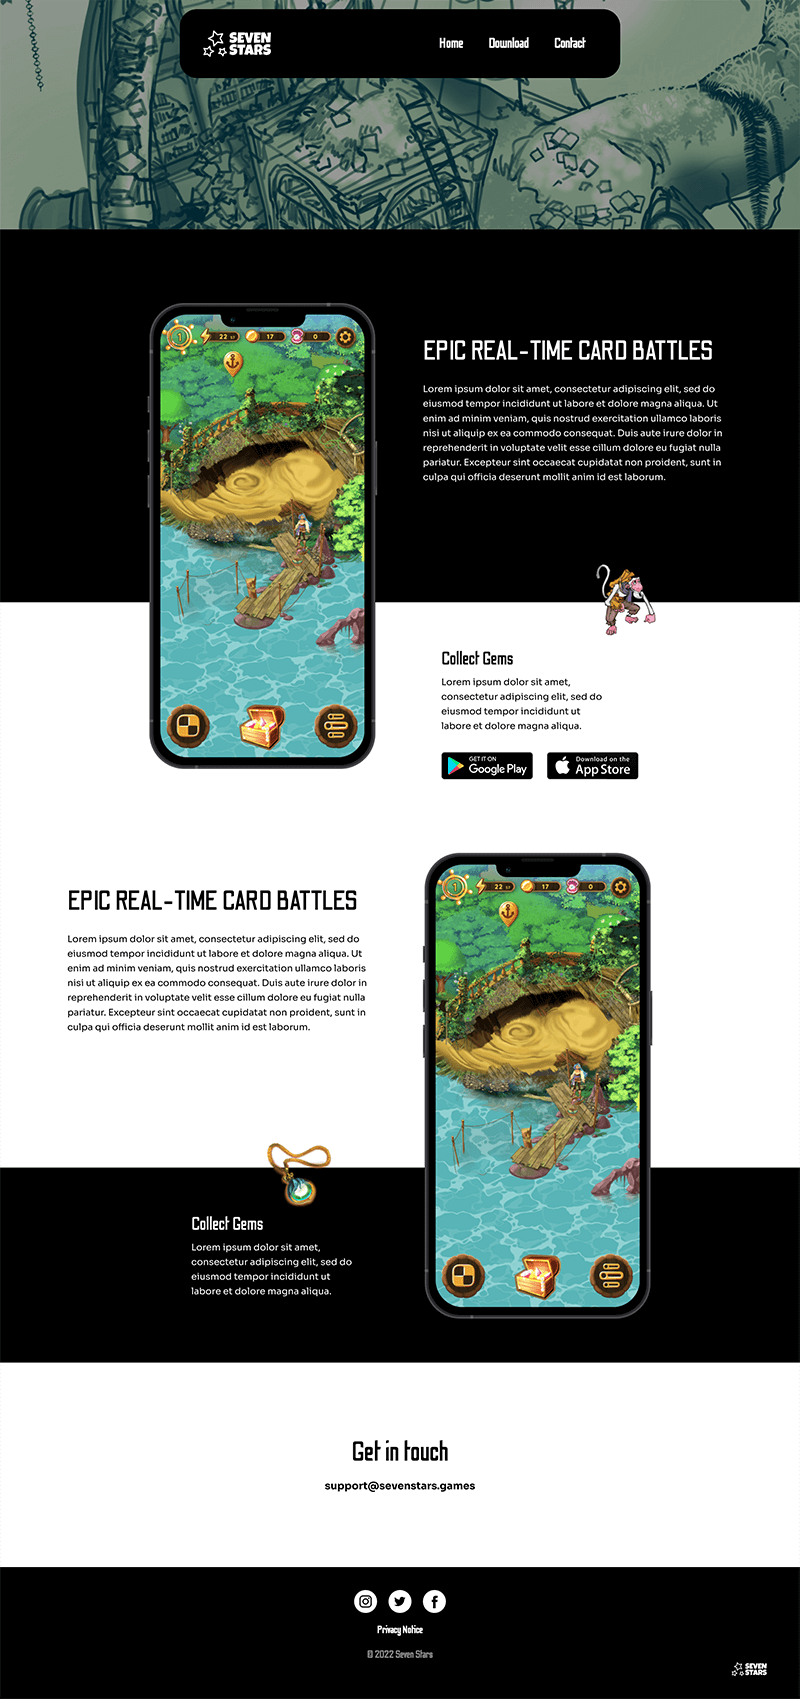 SEVEN
STARS
Home Download Contact
1 22 57 17 0
EPIC REAL-TIME CARD BATTLES
Lorem ipsum dolor sit amet, consectetur adipiscing elit, sed do
eiusmod tempor incididunt ut labore et dolore magna aliqua. Ut
enim ad minim veniam, quis nostrud exercitation ullamco laboris
nisi ut aliquip ex ea commodo consequat. Duis aute irure dolor in
reprehenderit in voluptate velit esse cillum dolore eu fugiat nulla
pariatur. Excepteur sint occaecat cupidatat non proident, sunt in
culpa qui officia deserunt mollit anim id est laborum.
Collect Gems
Lorem ipsum dolor sit amet,
consectetur adipiscing elit, sed do
eiusmod tempor incididunt ut
labore et dolore magna aliqua.
GET IT ON
Google Play
Download on the
App Store
EPIC REAL-TIME CARD BATTLES
Lorem ipsum dolor sit amet, consectetur adipiscing elit, sed do
eiusmod tempor incididunt ut labore et dolore magna aliqua. Ut
enim ad minim veniam, quis nostrud exercitation ullamco laboris
nisi ut aliquip ex ea commodo consequat. Duis aute irure dolor in
reprehenderit in voluptate velit esse cillum dolore eu fugiat nulla
pariatur. Excepteur sint occaecat cupidatat non proident, sunt in
culpa qui officia deserunt mollit anim id est laborum.
1 22 57 17 0
Collect Gems
Lorem ipsum dolor sit amet,
consectetur adipiscing elit, sed do
eiusmod tempor incididunt ut
labore et dolore magna aliqua.
Get in touch
support@sevenstars.games
Privacy Notice
© 2022 Seven Stars
SEVEN
STARS